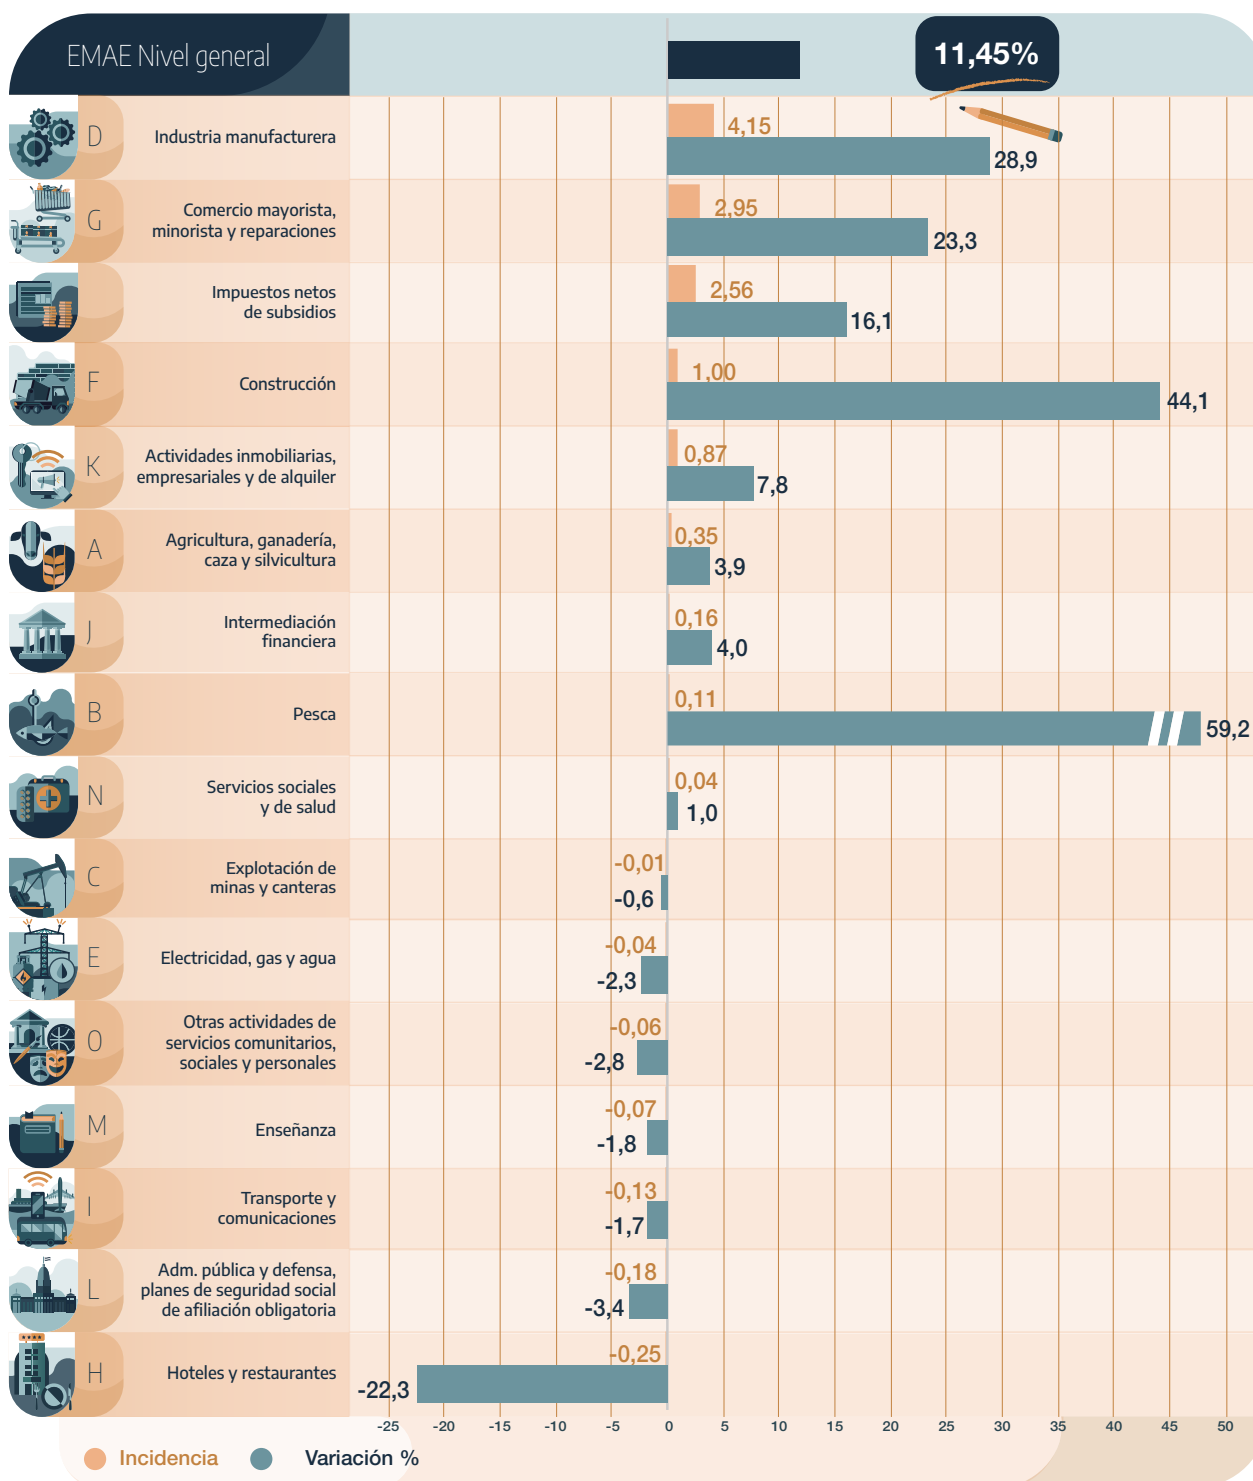 EMAE Nivel general
11,45%
D
Industria manufacturera
4,15
28,9
G
Comercio mayorista,
minorista y reparaciones
2,95
23,3
Impuestos netos
de subsidios
2,56
16,1
F
Construcción
1,00
44,1
K
Actividades inmobiliarias,
empresariales y de alquiler
0,87
7,8
A
Agricultura, ganadería,
caza y silvicultura
0,35
3,9
J
Intermediación
financiera
0,16
4,0
B
Pesca
0,11
59,2
N
Servicios sociales
y de salud
0,04
1,0
C
Explotación de
minas y canteras
-0,01
-0,6
E
Electricidad, gas y agua
-0,04
-2,3
O
Otras actividades de
servicios comunitarios,
sociales y personales
-0,06
-2,8
M
Enseñanza
-0,07
-1,8
I
Transporte y
comunicaciones
-0,13
-1,7
L
Adm. pública y defensa,
planes de seguridad social
de afiliación obligatoria
-0,18
-3,4
H
Hoteles y restaurantes
-0,25
-22,3
-25 -20 -15 -10 -5 0 5 10 15 20 25 30 35 40 45 50
Incidencia Variación %